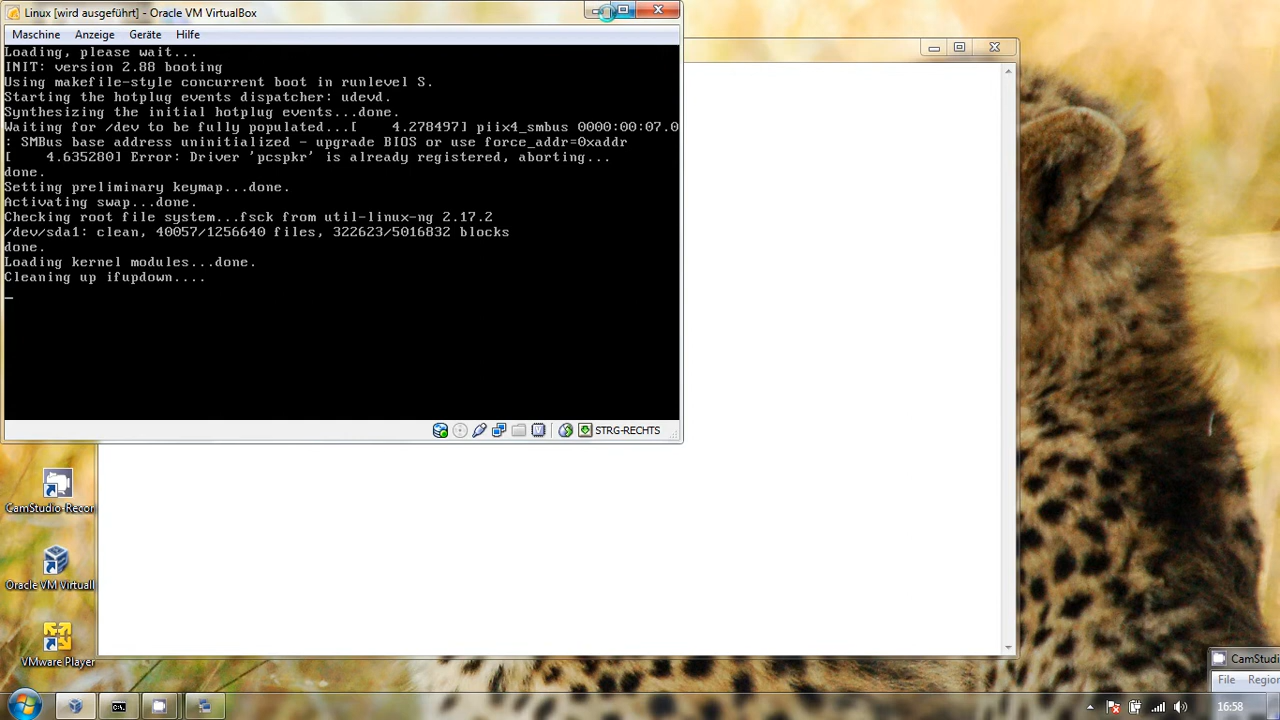 Linux [wird ausgeführt] - Oracle VM VirtualBox
Maschine Anzeige Geräte Hilfe
Loading, please wait...
INIT: version 2.88 booting
Using makefile-style concurrent boot in runlevel S.
Starting the hotplug events dispatcher: udevd.
Synthesizing the initial hotplug events...done.
Waiting for /dev to be fully populated...[    4.278497] piix4_smbus 0000:00:07.0
: SMBus base address uninitialized - upgrade BIOS or use force_addr=0xaddr
[    4.635280] Error: Driver 'pcspkr' is already registered, aborting...
done.
Setting preliminary keymap...done.
Activating swap...done.
Checking root file system...fsck from util-linux-ng 2.17.2
/dev/sda1: clean, 40057/1256640 files, 322623/5016832 blocks
done.
Loading kernel modules...done.
Cleaning up ifupdown....
_
STRG-RECHTS
CamStudio-Recor
Oracle VM Virtuall
VMware Player
CamStudi
File Region
16:58